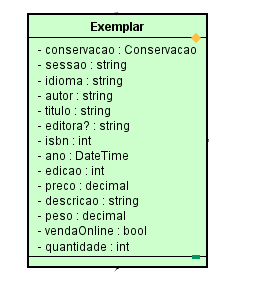 Exemplar
- conservacao : Conservacao
- sessao : string
- idioma : string
- autor : string
- titulo : string
- editora? : string
- isbn : int
- ano : DateTime
- edicao : int
- preco : decimal
- descricao : string
- peso : decimal
- vendaOnline : bool
- quantidade : int